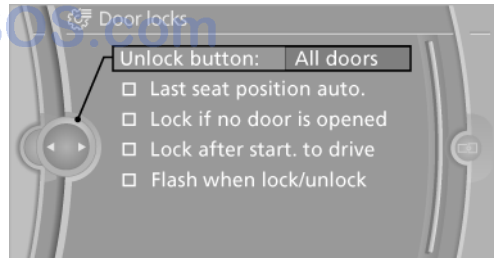 Door locks
Unlock button: All doors
Last seat position auto.
Lock if no door is opened
Lock after start. to drive
Flash when lock/unlock